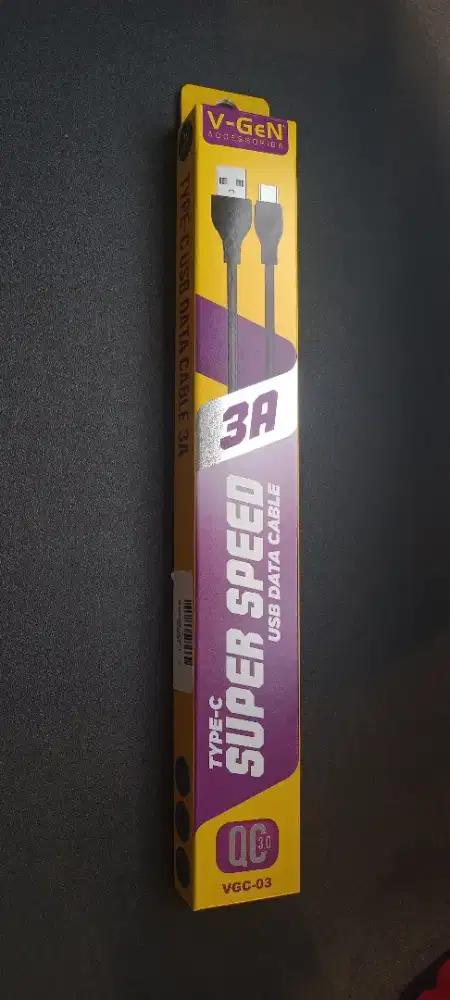 V-GeN
ACCESSORIES
3A
TYPE-C
SUPER SPEED
USB DATA CABLE
QC 3.0
VGC-03
TYPE-C USB DATA CABLE 3A